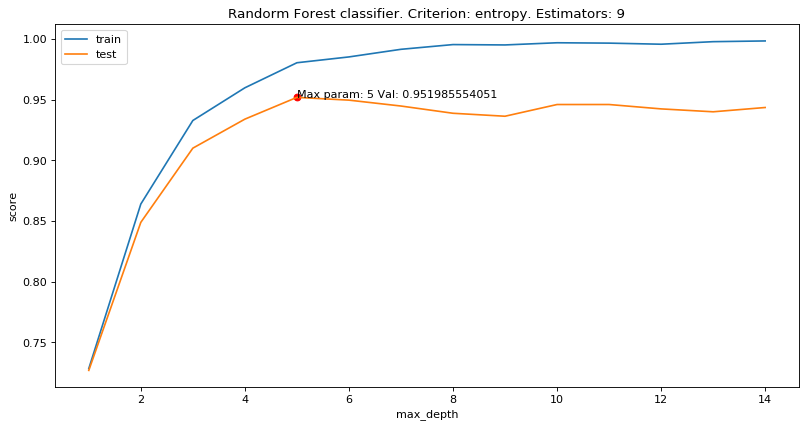 Randorm Forest classifier. Criterion: entropy. Estimators: 9
train
test
Max param: 5 Val: 0.951985554051
1.00
0.95
0.90
0.85
0.80
0.75
score
2 4 6 8 10 12 14
max_depth